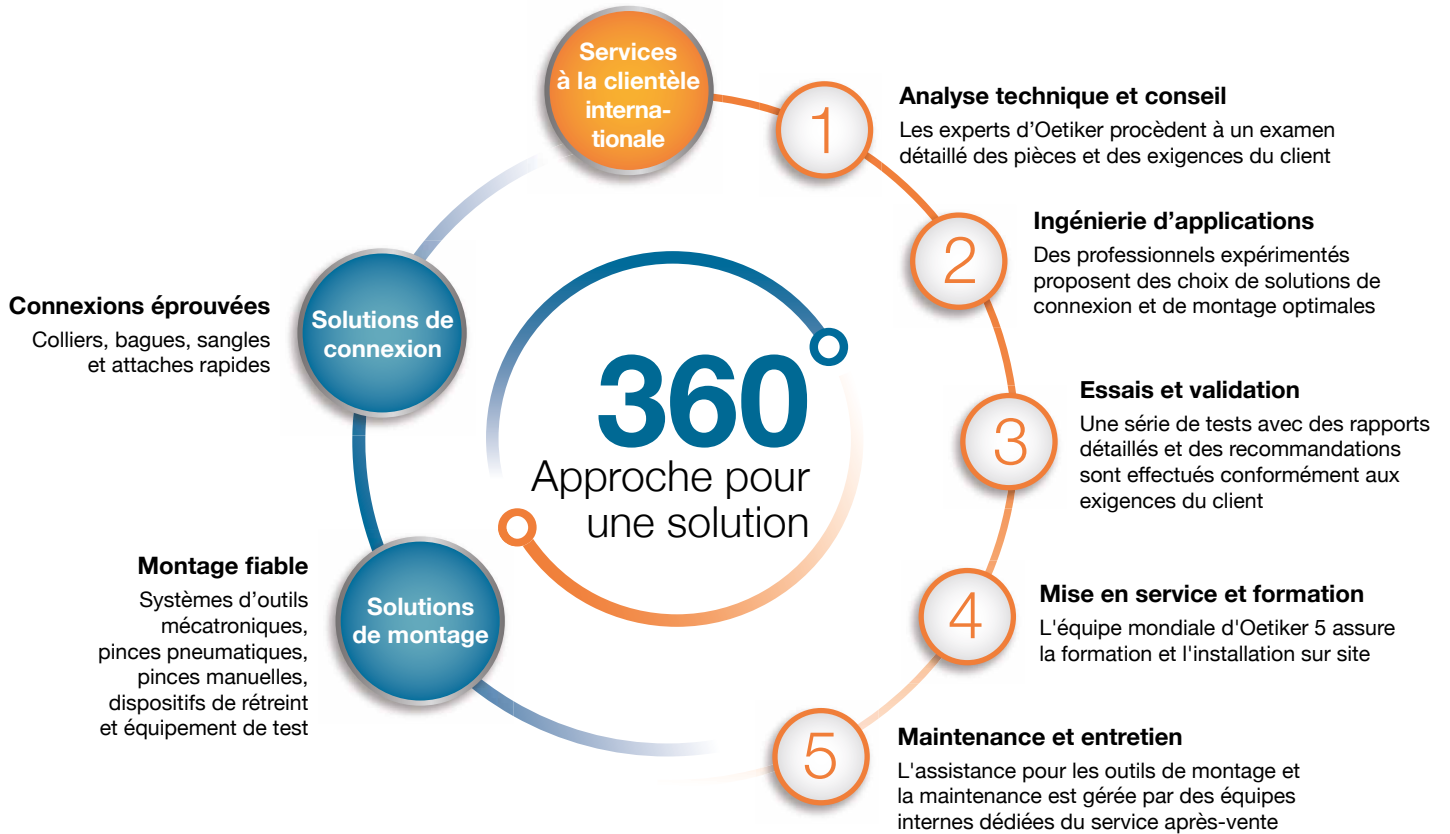 Services
à la clientèle
interna-
tionale
1
Analyse technique et conseil
Les experts d’Oetiker procèdent à un examen
détaillé des pièces et des exigences du client
2
Ingénierie d’applications
Des professionnels expérimentés
proposent des choix de solutions de
connexion et de montage optimales
3
Essais et validation
Une série de tests avec des rapports
détaillés et des recommandations
sont effectués conformément aux
exigences du client
4
Mise en service et formation
L'équipe mondiale d'Oetiker 5 assure
la formation et l'installation sur site
5
Maintenance et entretien
L'assistance pour les outils de montage et
la maintenance est gérée par des équipes
internes dédiées du service après-vente
Solutions de
connexion
Connexions éprouvées
Colliers, bagues, sangles
et attaches rapides
Solutions
de montage
Montage fiable
Systèmes d’outils
mécatroniques,
pinces pneumatiques,
pinces manuelles,
dispositifs de rétreint
et équipement de test
360
Approche pour
une solution